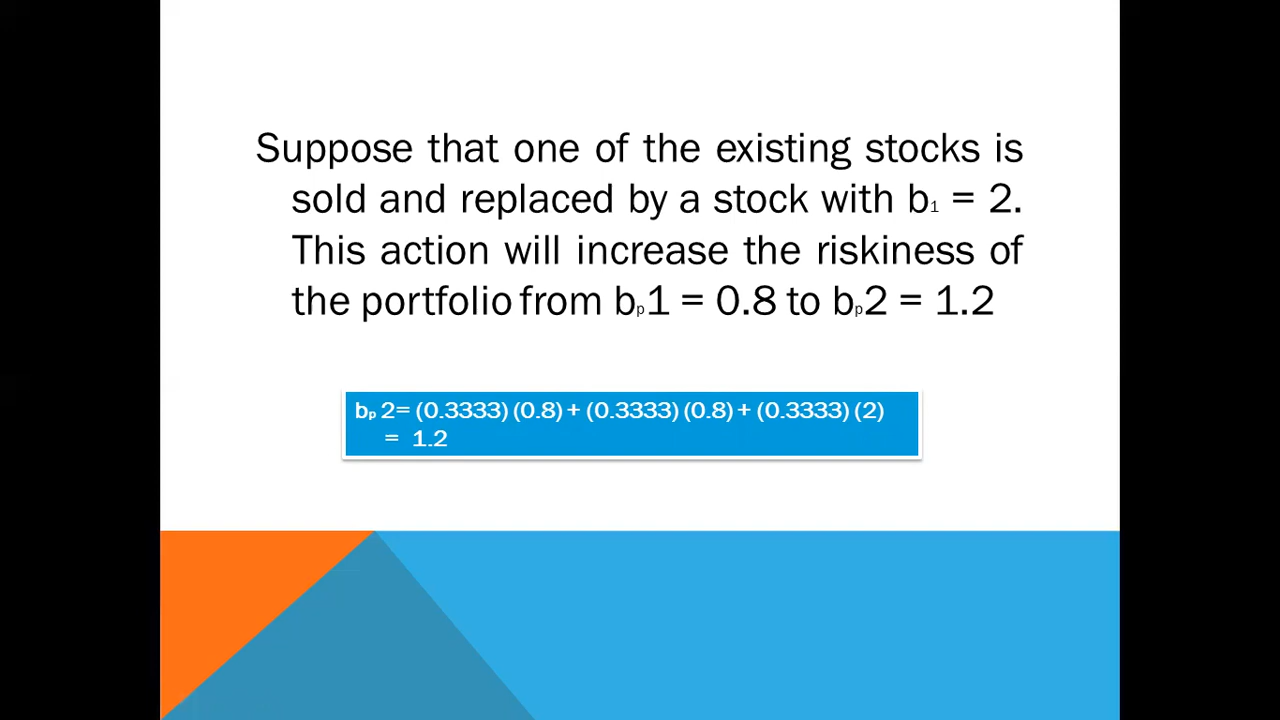 Suppose that one of the existing stocks is
sold and replaced by a stock with b₁ = 2.
This action will increase the riskiness of
the portfolio from bₚ1 = 0.8 to bₚ2 = 1.2
bₚ 2= (0.3333) (0.8) + (0.3333) (0.8) + (0.3333) (2)
= 1.2